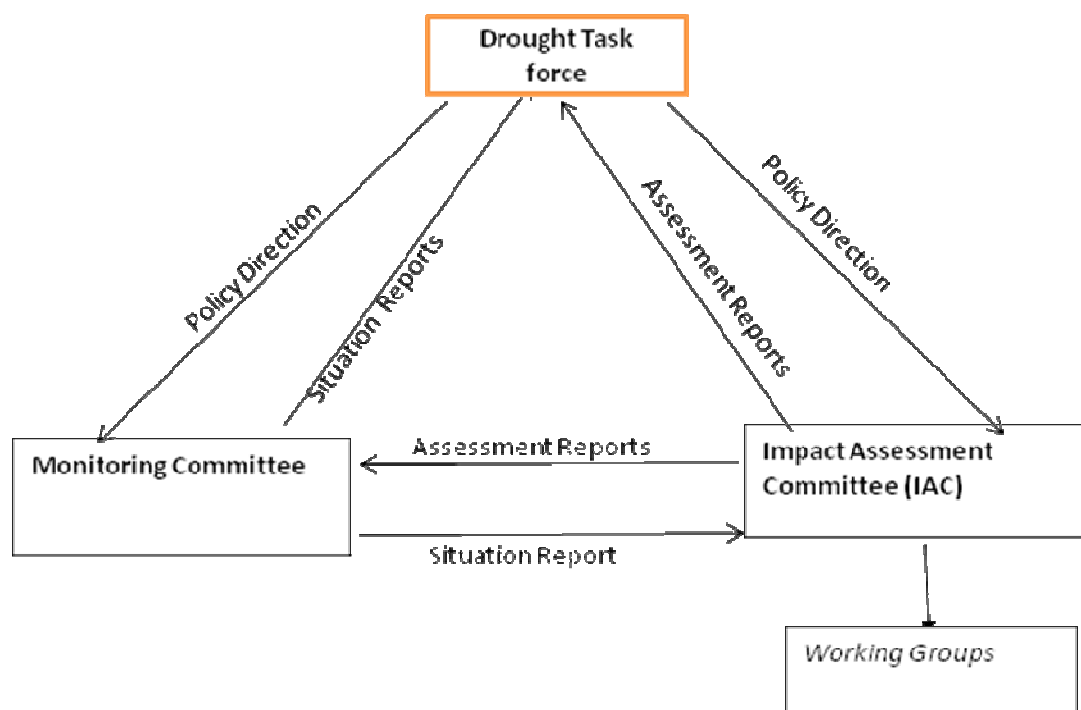 Drought Task
force
Policy Direction
Situation Reports
Assessment Reports
Policy Direction
Monitoring Committee
Assessment Reports
Impact Assessment
Committee (IAC)
Situation Report
Working Groups